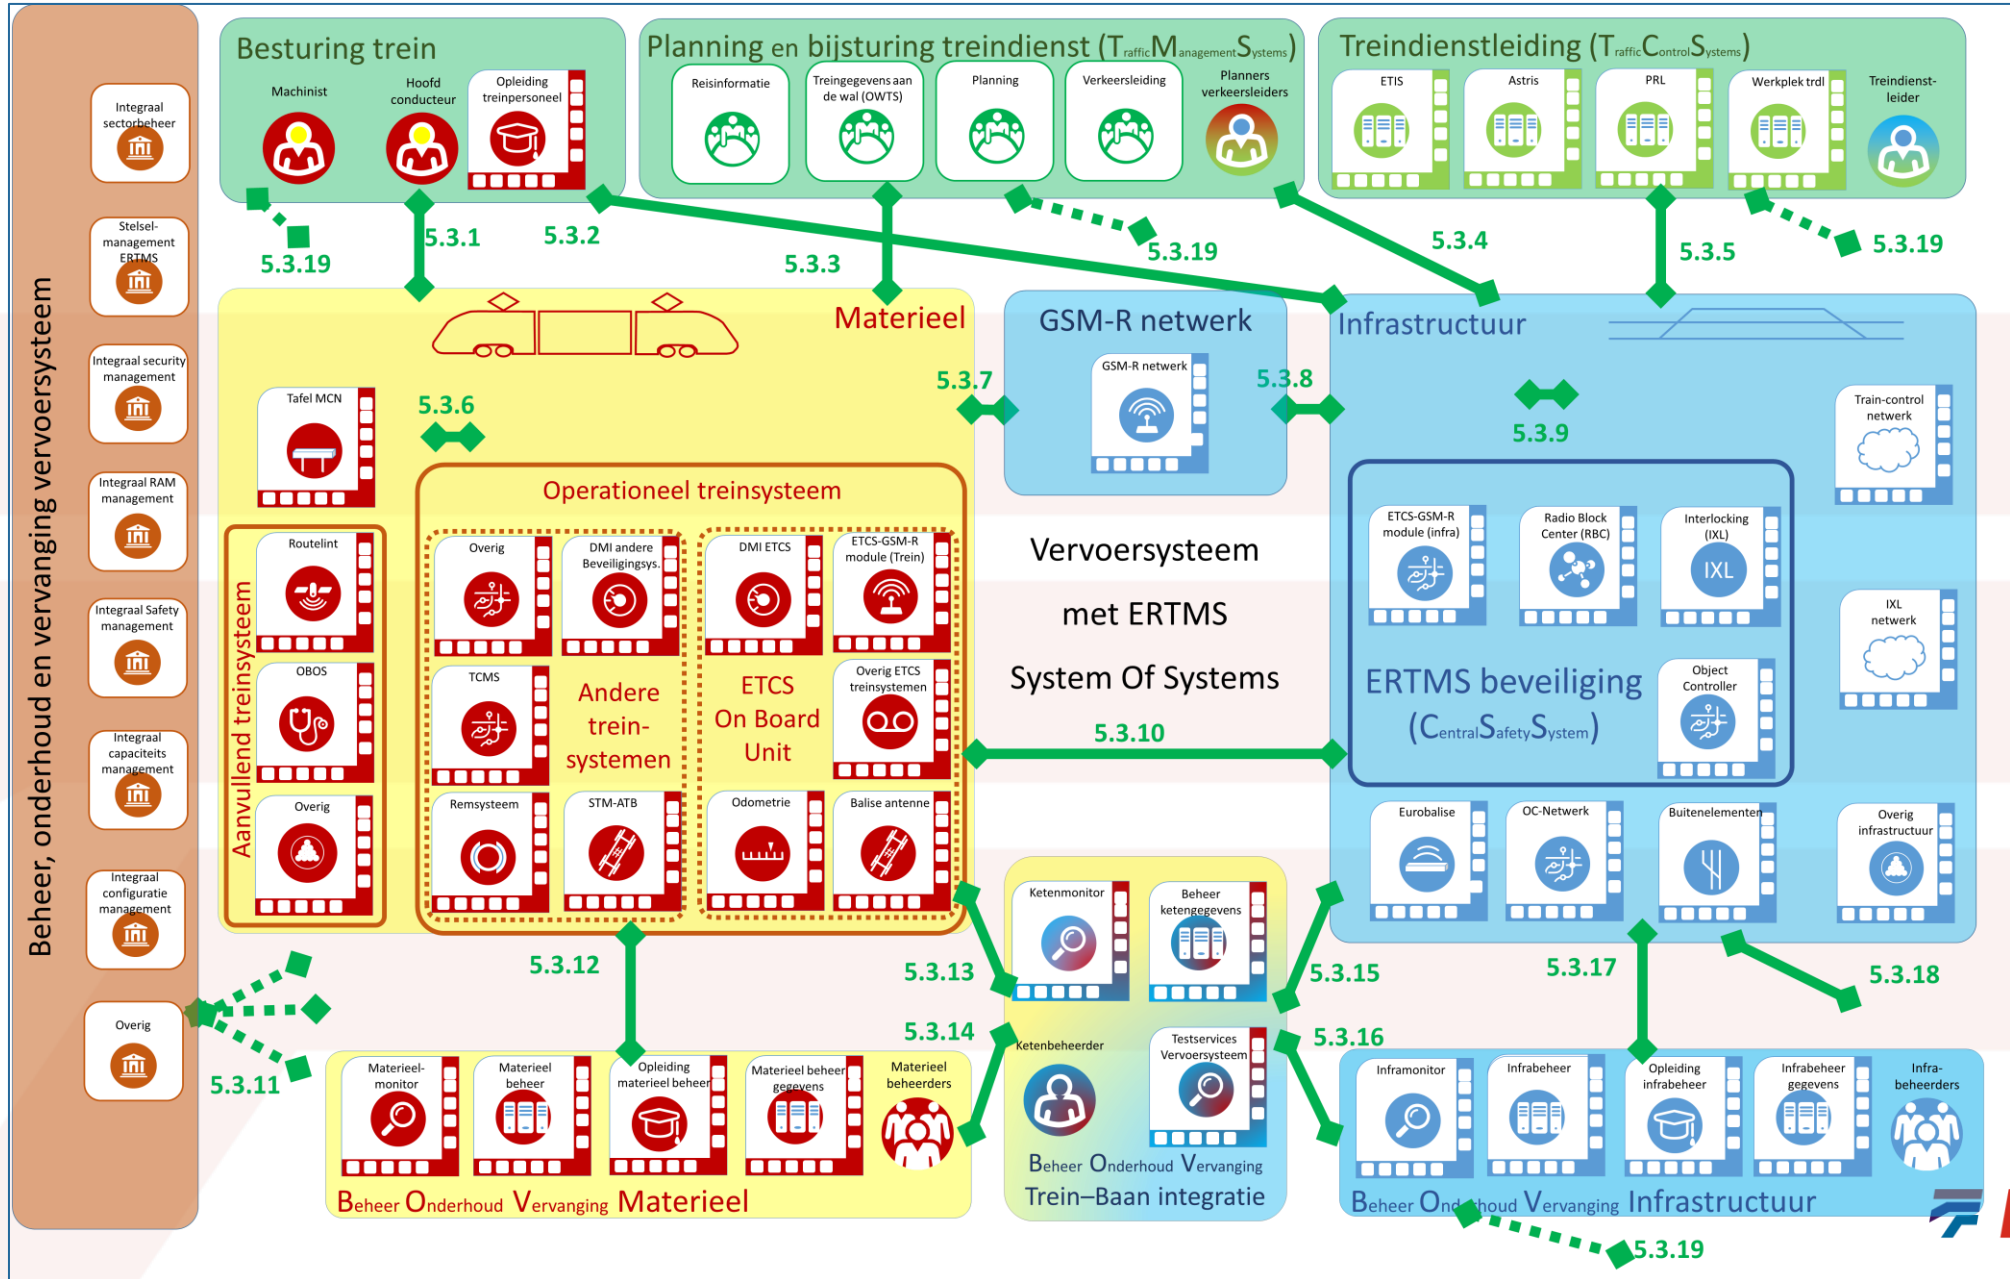 Beheer, onderhoud en vervanging vervoersysteem
Integraal
sectorbeheer
Stelsel-
management
ERTMS
Integraal security
management
Integraal RAM
management
Integraal Safety
management
Integraal
capaciteits
management
Integraal
configuratie
management
Overig
5.3.11
Besturing trein
Machinist
Hoofd
conducteur
Opleiding
treinpersoneel
Planning en bijsturing treindienst (TrafficManagementSystems)
Reisinformatie
Treingegevens aan
de wal (OWTS)
Planning
Verkeersleiding
Planners
verkeersleiders
Treindienstleiding (TrafficControlSystems)
ETIS
Astris
PRL
Werkplek trdl
Treindienst-
leider
5.3.19
5.3.1
5.3.2
5.3.3
5.3.19
5.3.4
5.3.5
5.3.19
Materieel
Tafel MCN
5.3.6
5.3.7
Aanvullend treinsysteem
Routelint
OBOS
Overig
Operationeel treinsysteem
Overig
DMI andere
Beveiligingsys.
TCMS
Andere
trein-
systemen
Remsysteem
STM-ATB
DMI ETCS
ETCS-GSM-R
module (Trein)
ETCS
On Board
Unit
Overig ETCS
treinsystemen
Odometrie
Balise antenne
GSM-R netwerk
GSM-R netwerk
5.3.8
Vervoersysteem
met ERTMS
System Of Systems
5.3.10
Infrastructuur
5.3.9
Train-control
netwerk
ETCS-GSM-R
module (infra)
Radio Block
Center (RBC)
Interlocking
(IXL)
IXL
IXL
netwerk
ERTMS beveiliging
(CentralSafetySystem)
Object
Controller
Eurobalise
OC-Netwerk
Buitenelementen
Overig
infrastructuur
5.3.12
5.3.13
5.3.14
5.3.15
5.3.16
5.3.17
5.3.18
Materieel-
monitor
Materieel
beheer
Opleiding
materieel beheer
Materieel beheer
gegevens
Materieel
beheerders
Beheer Onderhoud Vervanging Materieel
Ketenmonitor
Beheer
ketengegevens
Ketenbeheerder
Testservices
Vervoersysteem
Beheer Onderhoud Vervanging
Trein–Baan integratie
Inframonitor
Infrabeheer
Opleiding
infrabeheer
Infrabeheer
gegevens
Infra-
beheerders
Beheer Onderhoud Vervanging Infrastructuur
5.3.19